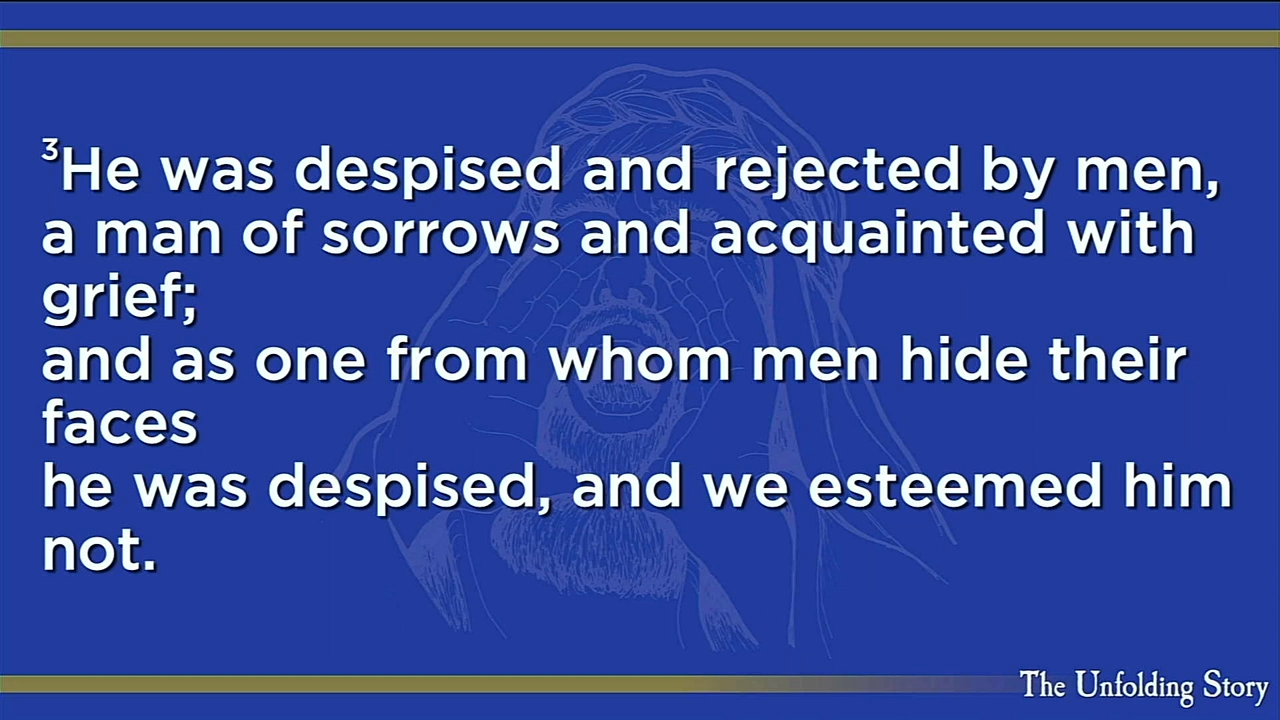 ³He was despised and rejected by men,
a man of sorrows and acquainted with
grief;
and as one from whom men hide their
faces
he was despised, and we esteemed him
not.
The Unfolding Story